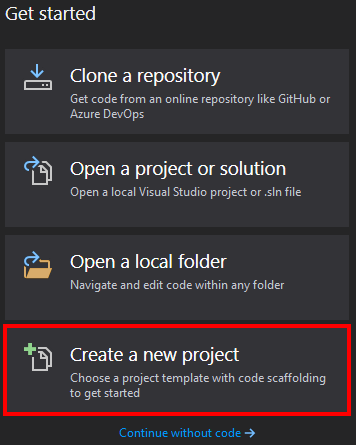 Get started
Clone a repository
Get code from an online repository like GitHub or
Azure DevOps
Open a project or solution
Open a local Visual Studio project or .sln file
Open a local folder
Navigate and edit code within any folder
Create a new project
Choose a project template with code scaffolding
to get started
Continue without code →